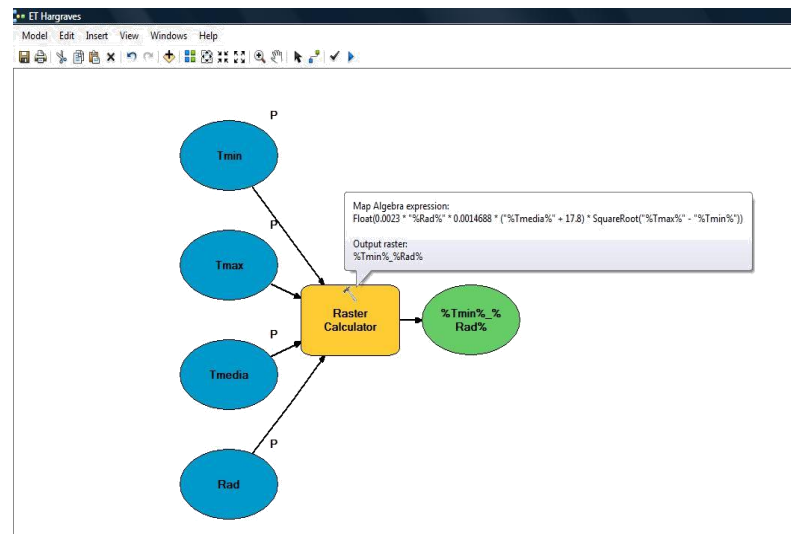 ET Hargraves
Model Edit Insert View Windows Help
P
Tmin
Map Algebra expression:
Float(0.0023 * "%Rad%" * 0.0014688 * ("%Tmedia%" + 17.8) * SquareRoot("%Tmax%" - "%Tmin%"))
Output raster:
%Tmin%_%Rad%
P
Tmax
Raster
Calculator
%Tmin%_%
Rad%
P
Tmedia
P
Rad